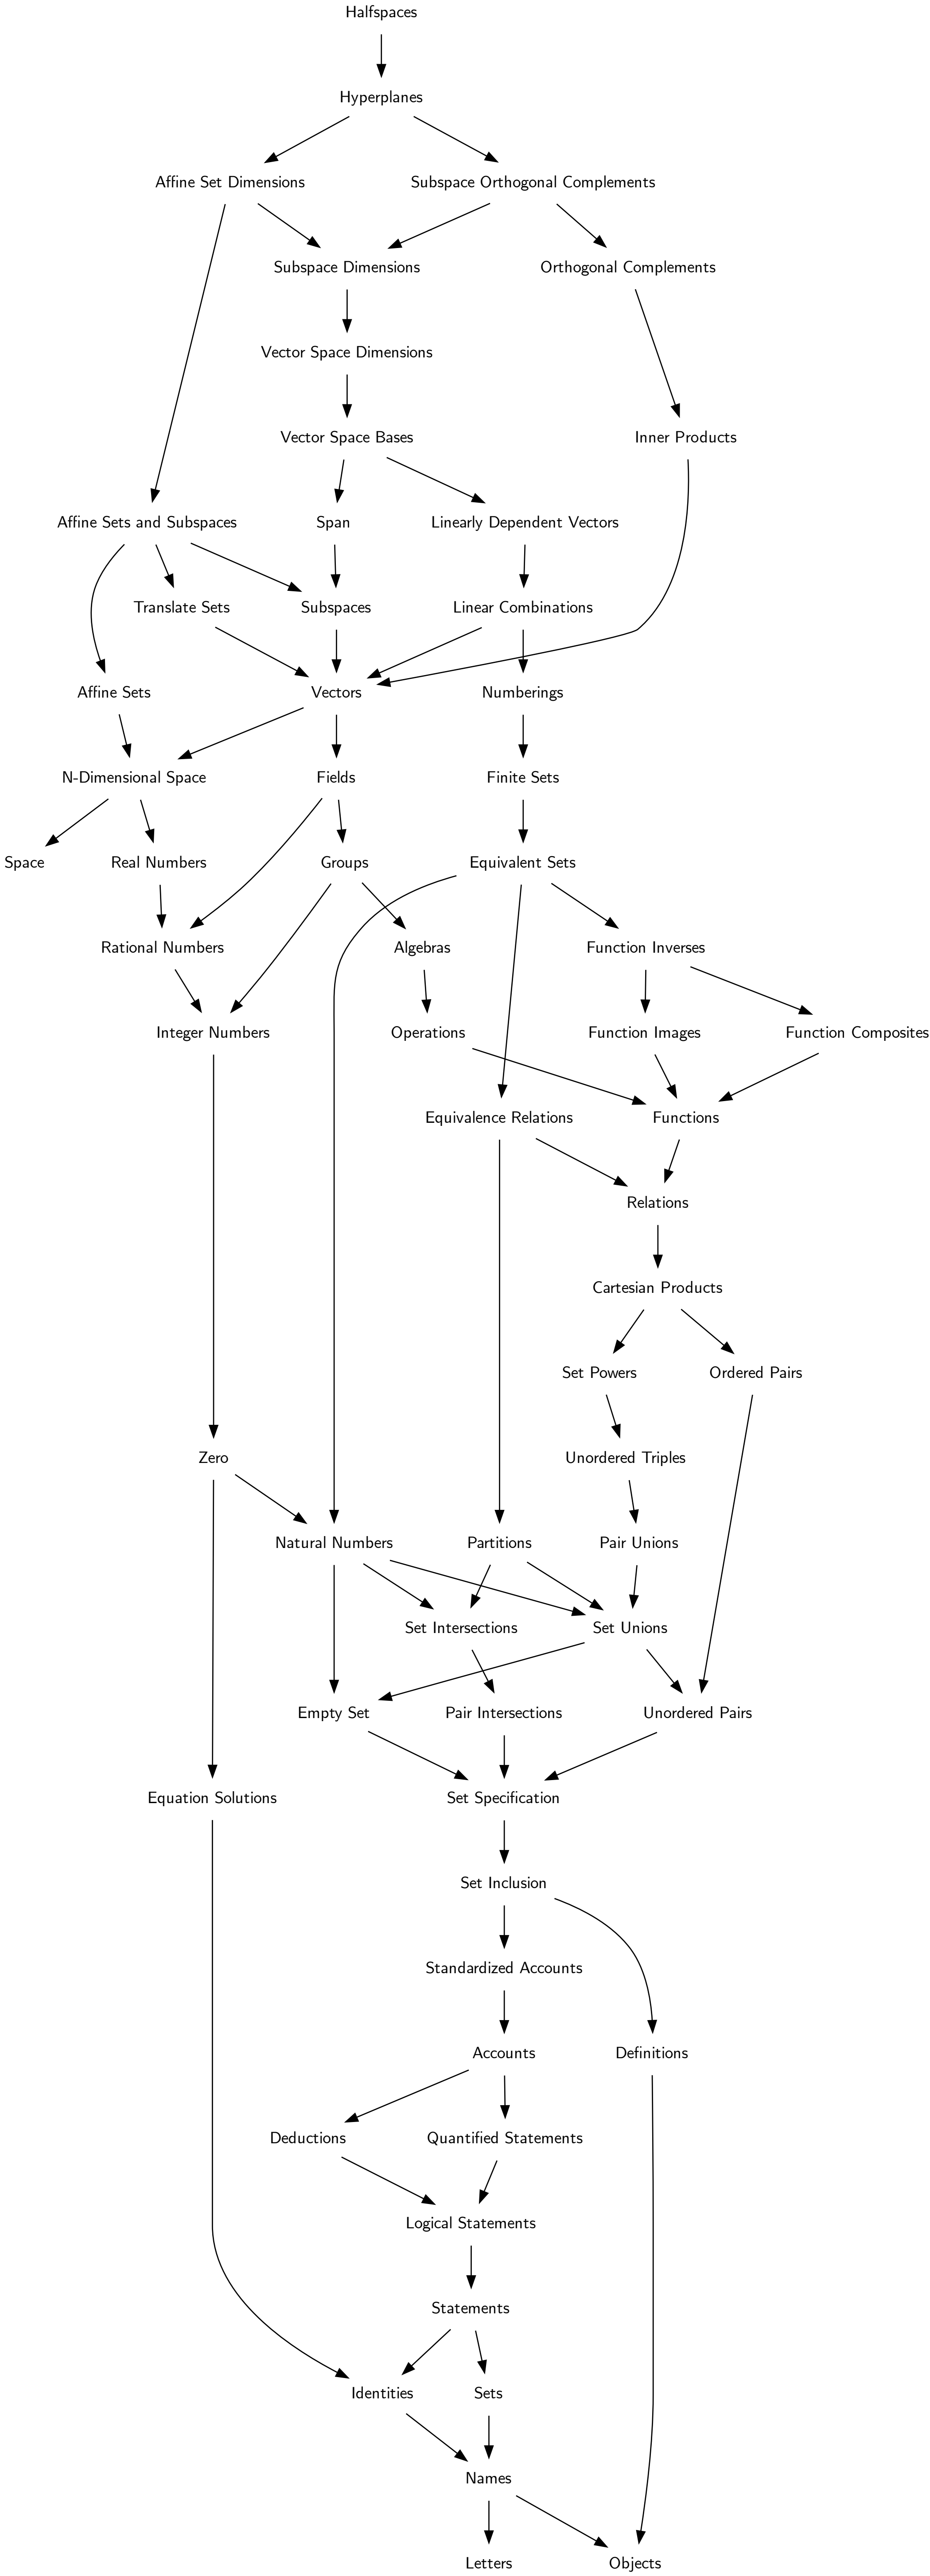 Halfspaces
Hyperplanes
Affine Set Dimensions
Subspace Orthogonal Complements
Subspace Dimensions
Orthogonal Complements
Vector Space Dimensions
Vector Space Bases
Inner Products
Affine Sets and Subspaces
Span
Linearly Dependent Vectors
Translate Sets
Subspaces
Linear Combinations
Affine Sets
Vectors
Numberings
N-Dimensional Space
Fields
Finite Sets
Space
Real Numbers
Groups
Equivalent Sets
Rational Numbers
Algebras
Function Inverses
Integer Numbers
Operations
Function Images
Function Composites
Equivalence Relations
Functions
Relations
Cartesian Products
Set Powers
Ordered Pairs
Zero
Unordered Triples
Natural Numbers
Partitions
Pair Unions
Set Intersections
Set Unions
Empty Set
Pair Intersections
Unordered Pairs
Equation Solutions
Set Specification
Set Inclusion
Standardized Accounts
Accounts
Definitions
Deductions
Quantified Statements
Logical Statements
Statements
Identities
Sets
Names
Letters
Objects